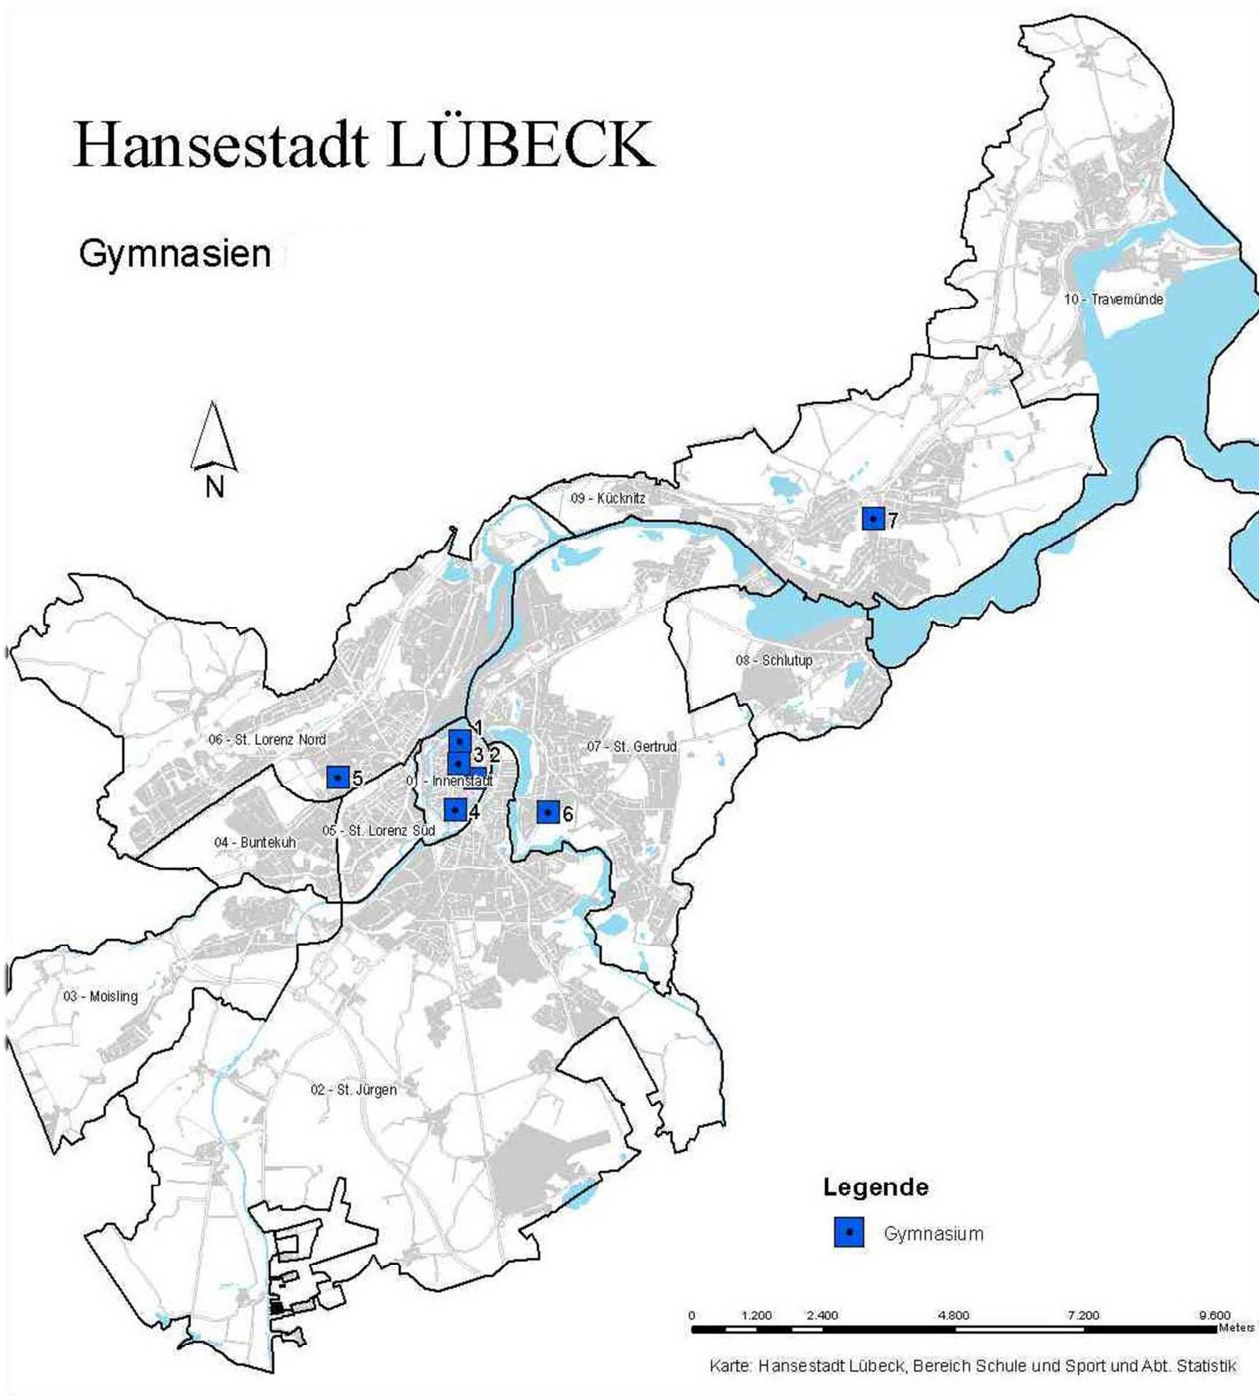 Hansestadt LÜBECK
Gymnasien
10 - Travemünde
N
09 - Kücknitz
7
08 - Schlutup
06 - St. Lorenz Nord
1
07 - St. Gertrud
3
2
5
01 - Innenstadt
4
6
05 - St. Lorenz Süd
04 - Buntekuh
03 - Moisling
02 - St. Jürgen
Legende
Gymnasium
0 1.200 2.400 4.800 7.200 9.600
Meters
Karte: Hansestadt Lübeck, Bereich Schule und Sport und Abt. Statistik